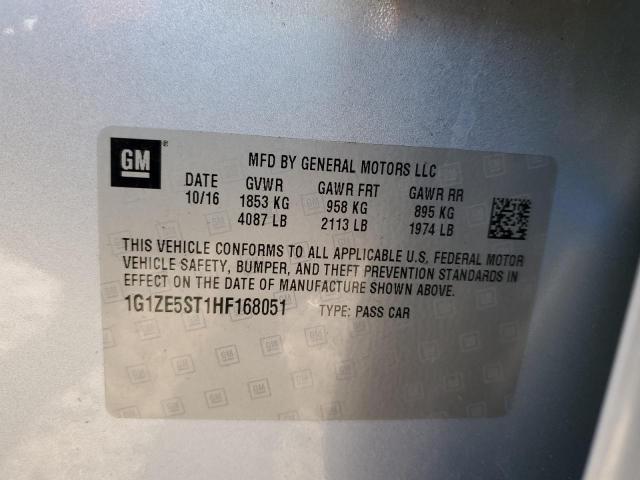 GM ®
MFD BY GENERAL MOTORS LLC
DATE GVWR GAWR FRT GAWR RR
10/16 1853 KG 958 KG 895 KG
4087 LB 2113 LB 1974 LB
THIS VEHICLE CONFORMS TO ALL APPLICABLE U.S. FEDERAL MOTOR
VEHICLE SAFETY, BUMPER, AND THEFT PREVENTION STANDARDS IN
EFFECT ON THE DATE OF MANUFACTURE SHOWN ABOVE.
1G1ZE5ST1HF168051 TYPE: PASS CAR